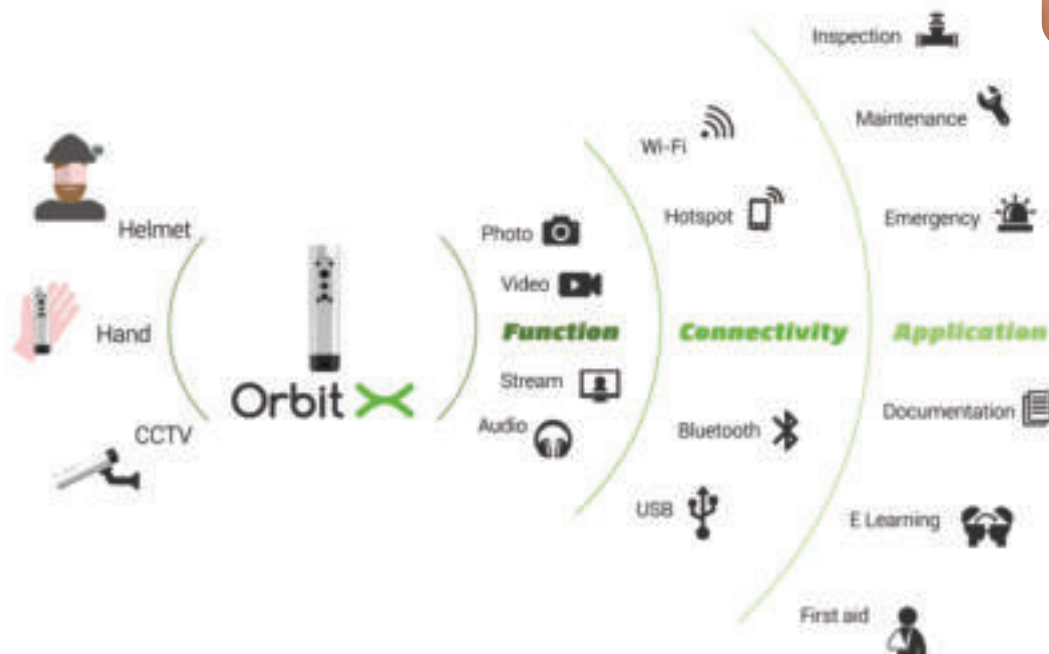 Helmet
Hand
CCTV
Orbit X
Photo
Video
Function
Stream
Audio
Wi-Fi
Hotspot
Connectivity
Bluetooth
USB
Inspection
Maintenance
Emergency
Application
Documentation
E Learning
First aid